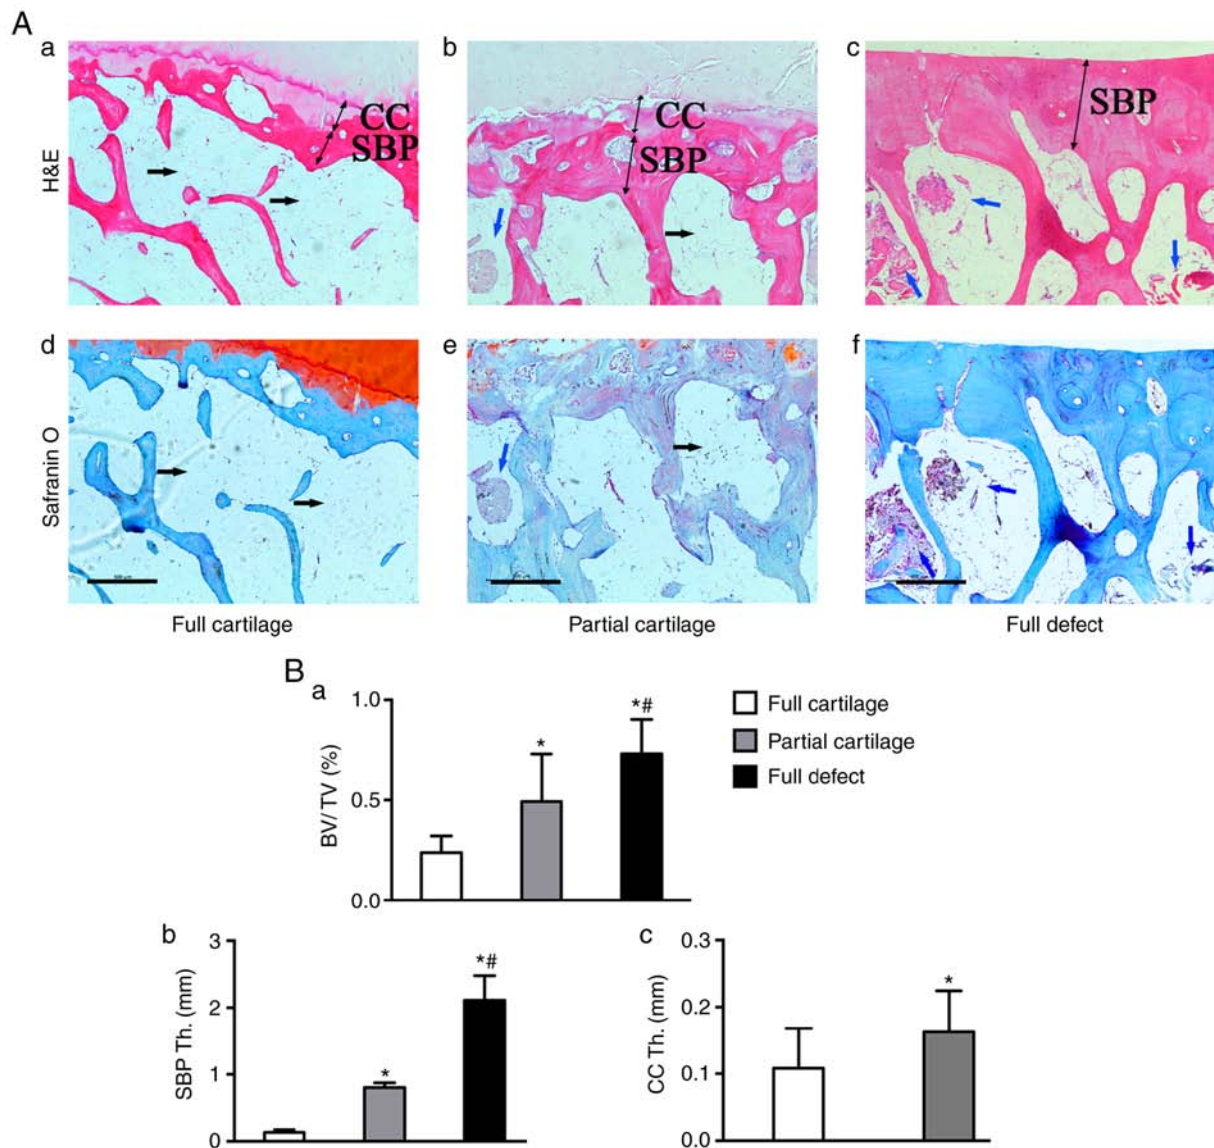 A
a
b
c
H&E
CC
SBP
CC
SBP
SBP
d
e
f
Safranin O
Full cartilage
Partial cartilage
Full defect
B
a
BV/TV (%)
1.0
0.5
0.0
*
*#
Full cartilage
Partial cartilage
Full defect
b
SBP Th. (mm)
3
2
1
0
*
*#
c
CC Th. (mm)
0.3
0.2
0.1
0.0
*